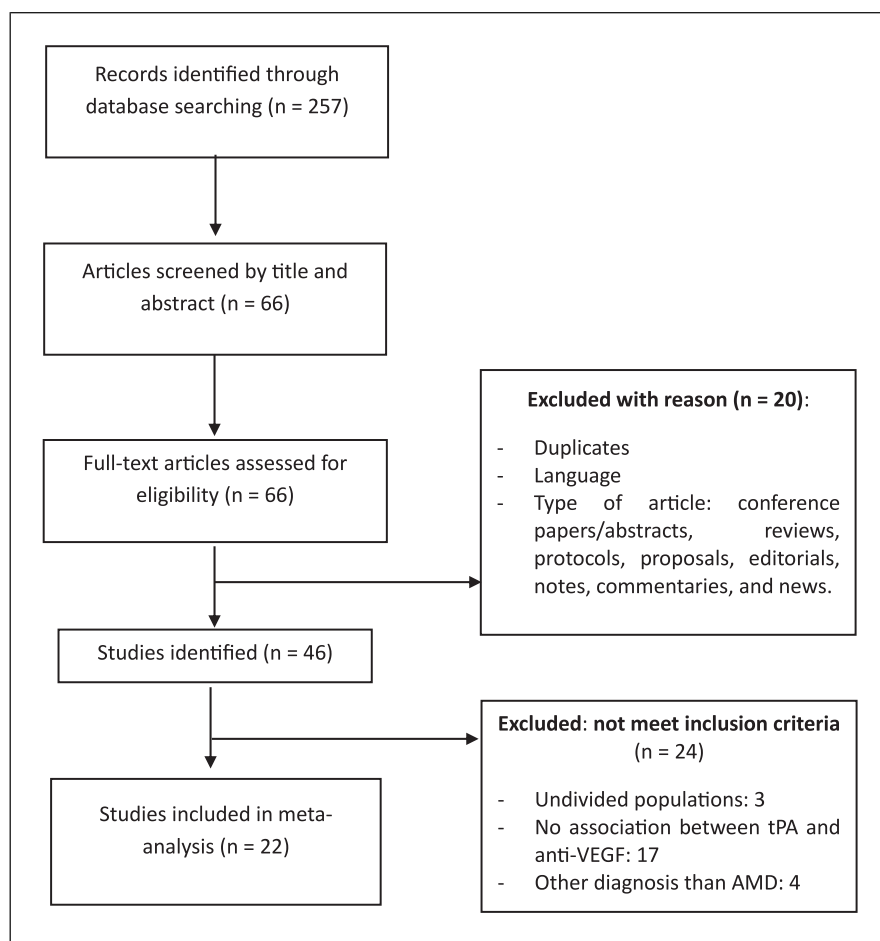 Records identified through
database searching (n = 257)
Articles screened by title and
abstract (n = 66)
Full-text articles assessed for
eligibility (n = 66)
Excluded with reason (n = 20):
- Duplicates
- Language
- Type of article: conference
papers/abstracts, reviews,
protocols, proposals, editorials,
notes, commentaries, and news.
Studies identified (n = 46)
Excluded: not meet inclusion criteria
(n = 24)
- Undivided populations: 3
- No association between tPA and
anti-VEGF: 17
- Other diagnosis than AMD: 4
Studies included in meta-
analysis (n = 22)